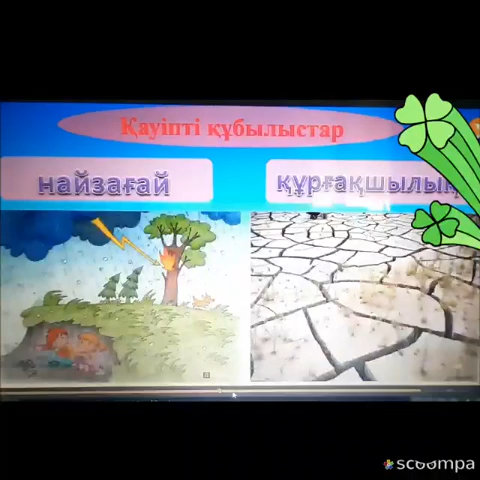 Қауіпті құбылыстар
найзағай
құрғақшылық
scoompa